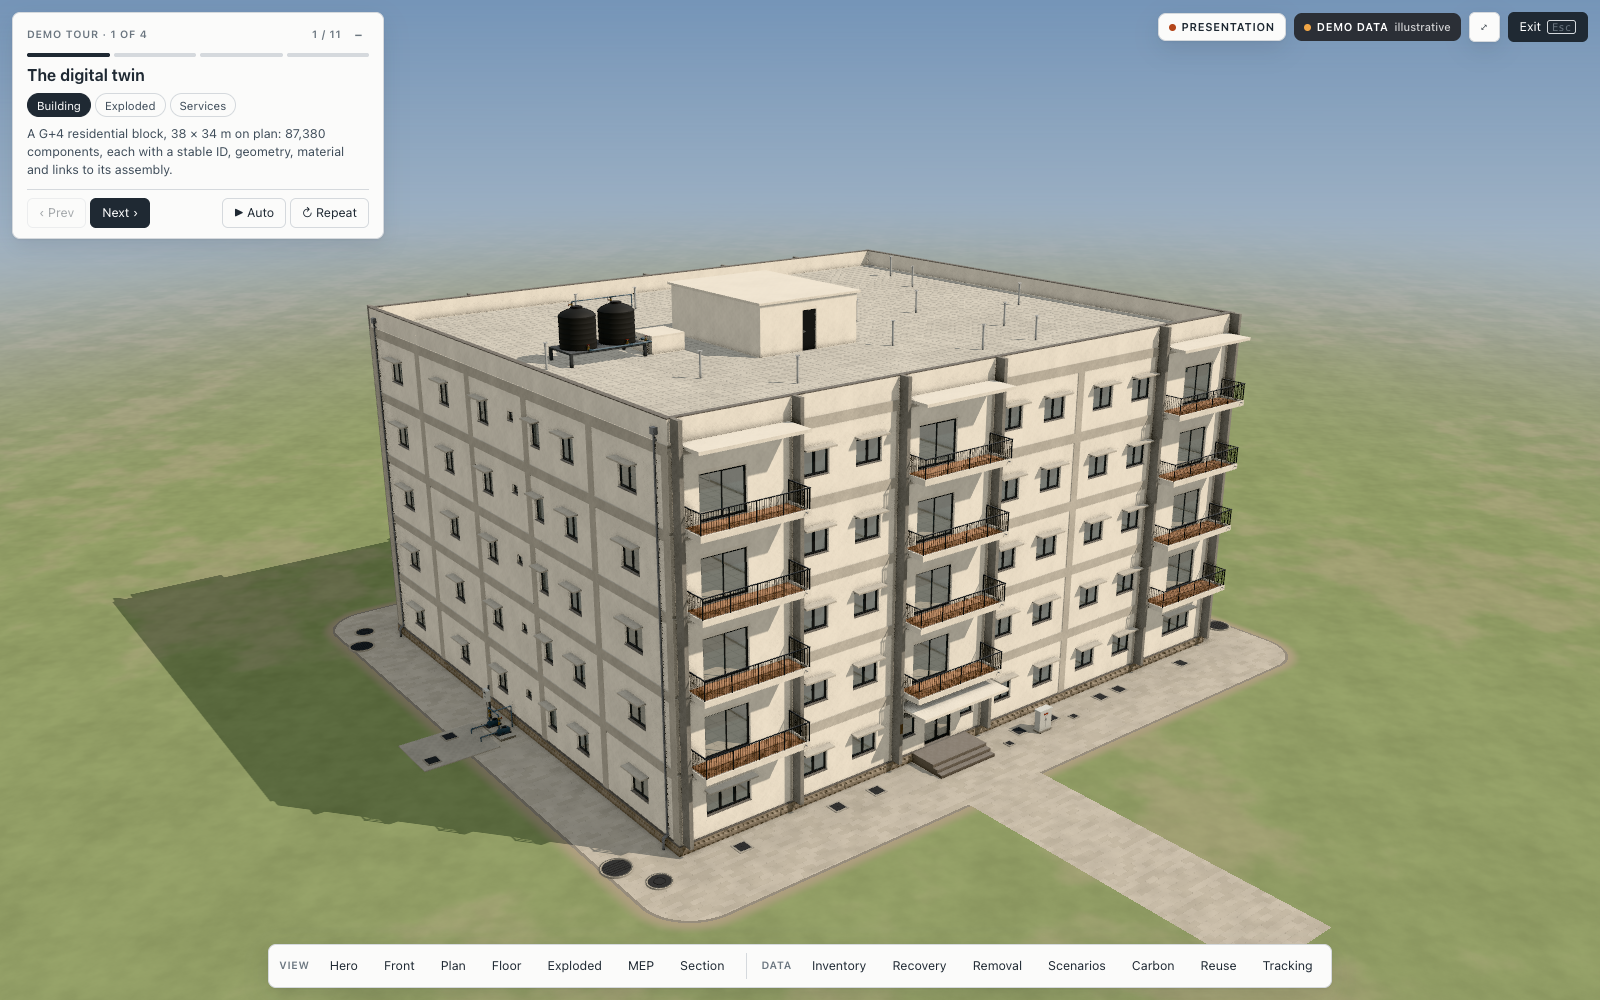 DEMO TOUR · 1 OF 4
1 / 11 –
The digital twin
Building Exploded Services
A G+4 residential block, 38 × 34 m on plan: 87,380
components, each with a stable ID, geometry, material
and links to its assembly.
‹ Prev Next › ▶ Auto ↻ Repeat
PRESENTATION
DEMO DATA illustrative
Exit Esc
VIEW Hero Front Plan Floor Exploded MEP Section DATA Inventory Recovery Removal Scenarios Carbon Reuse Tracking